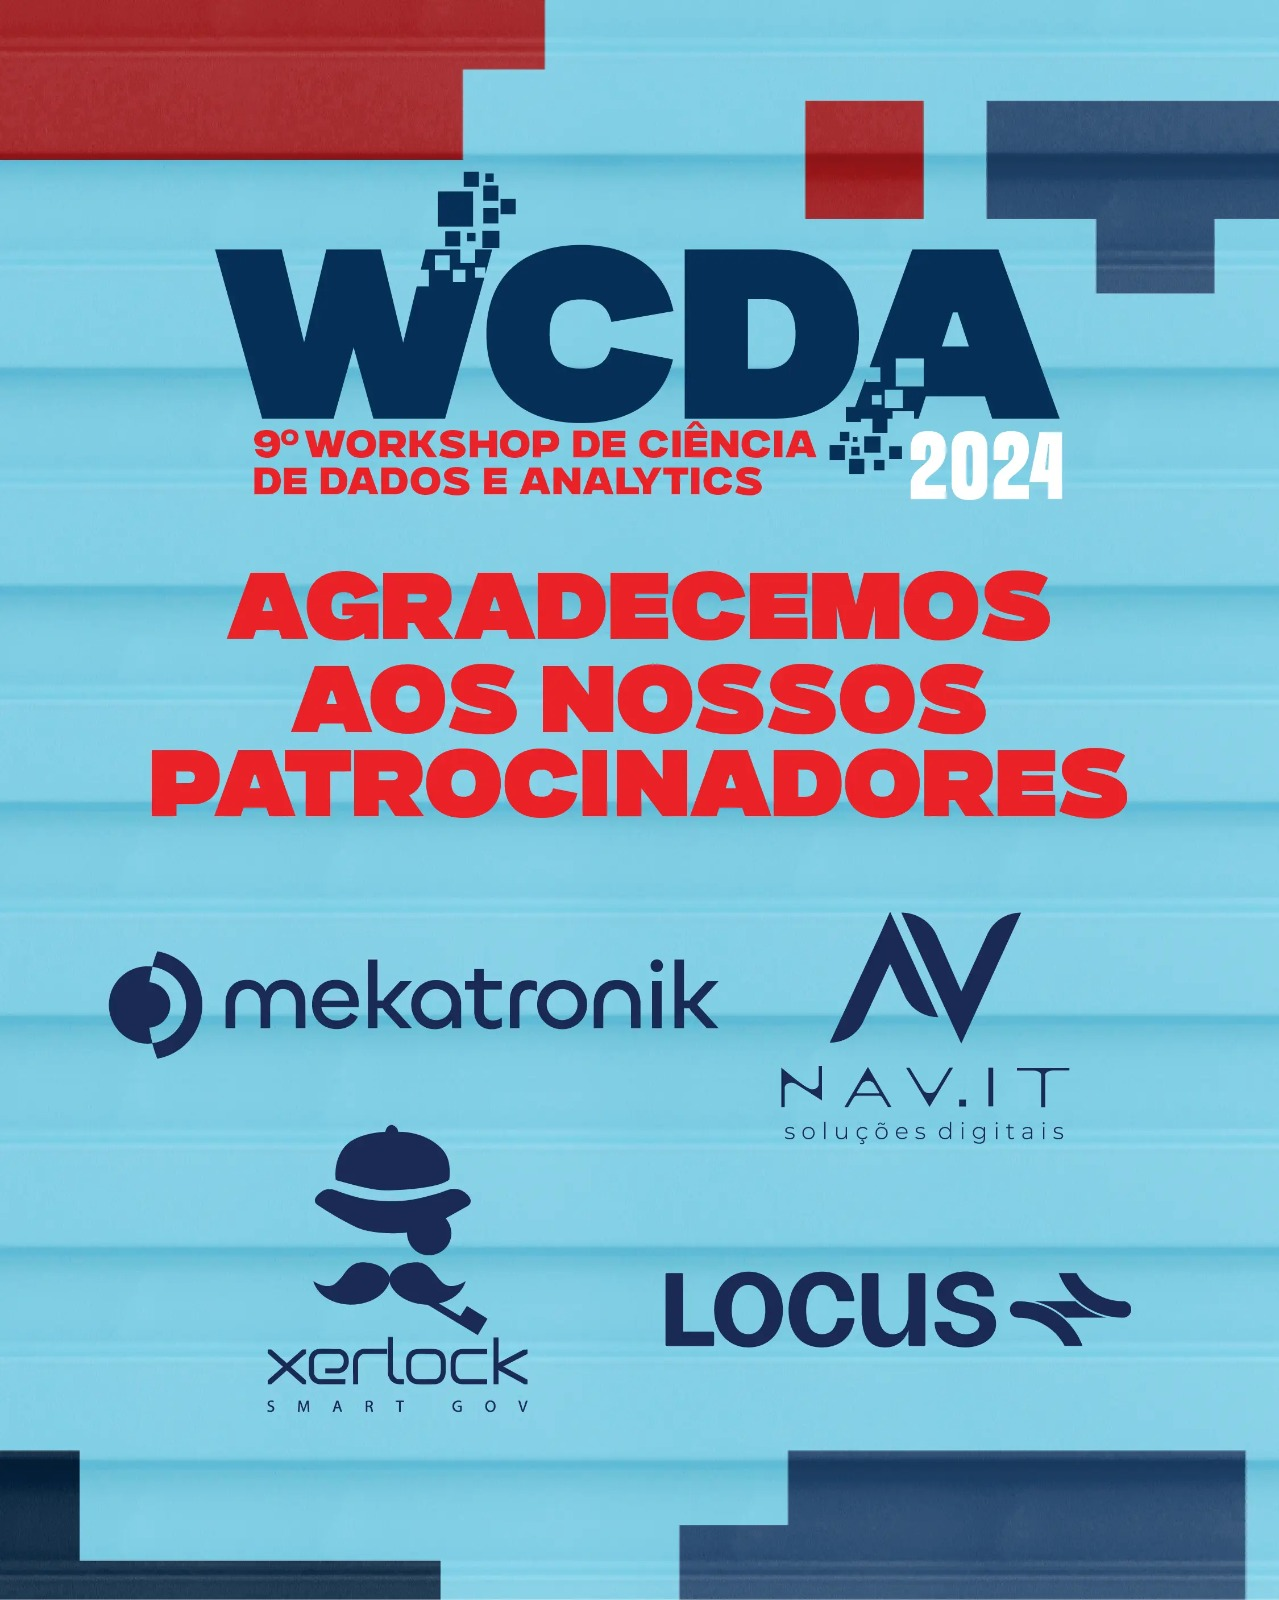 WCDA
9º WORKSHOP DE CIÊNCIA
DE DADOS E ANALYTICS
2024
AGRADECEMOS
AOS NOSSOS
PATROCINADORES
mekatronik
NAV.IT
soluções digitais
xerlock
SMART GOV
LOCUS